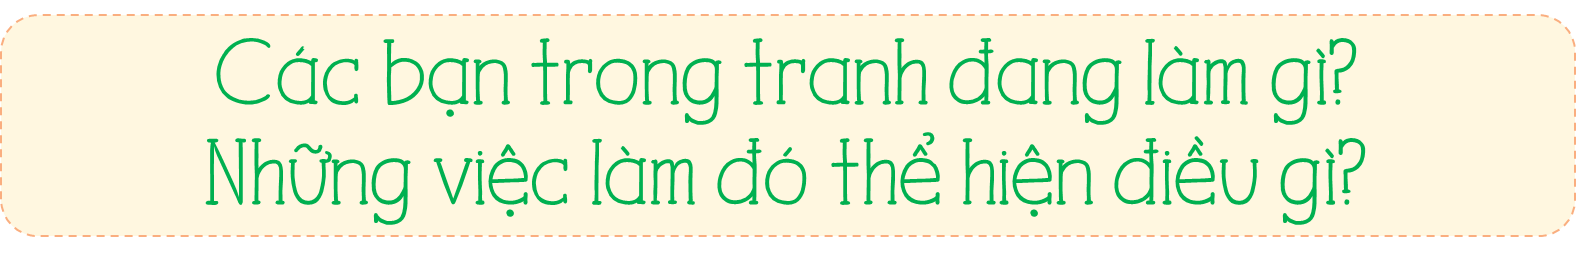 Các bạn trong tranh đang làm gì?
Những việc làm đó thể hiện điều gì?